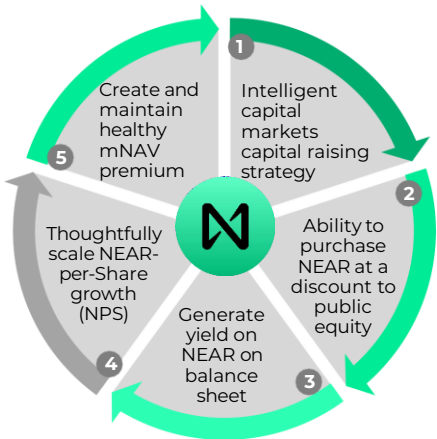 1
Intelligent
capital
markets
capital raising
strategy
2
Ability to
purchase
NEAR at a
discount to
public
equity
3
Generate
yield on
NEAR on
balance
sheet
4
Thoughtfully
scale NEAR-
per-Share
growth
(NPS)
5
Create and
maintain
healthy
mNAV
premium